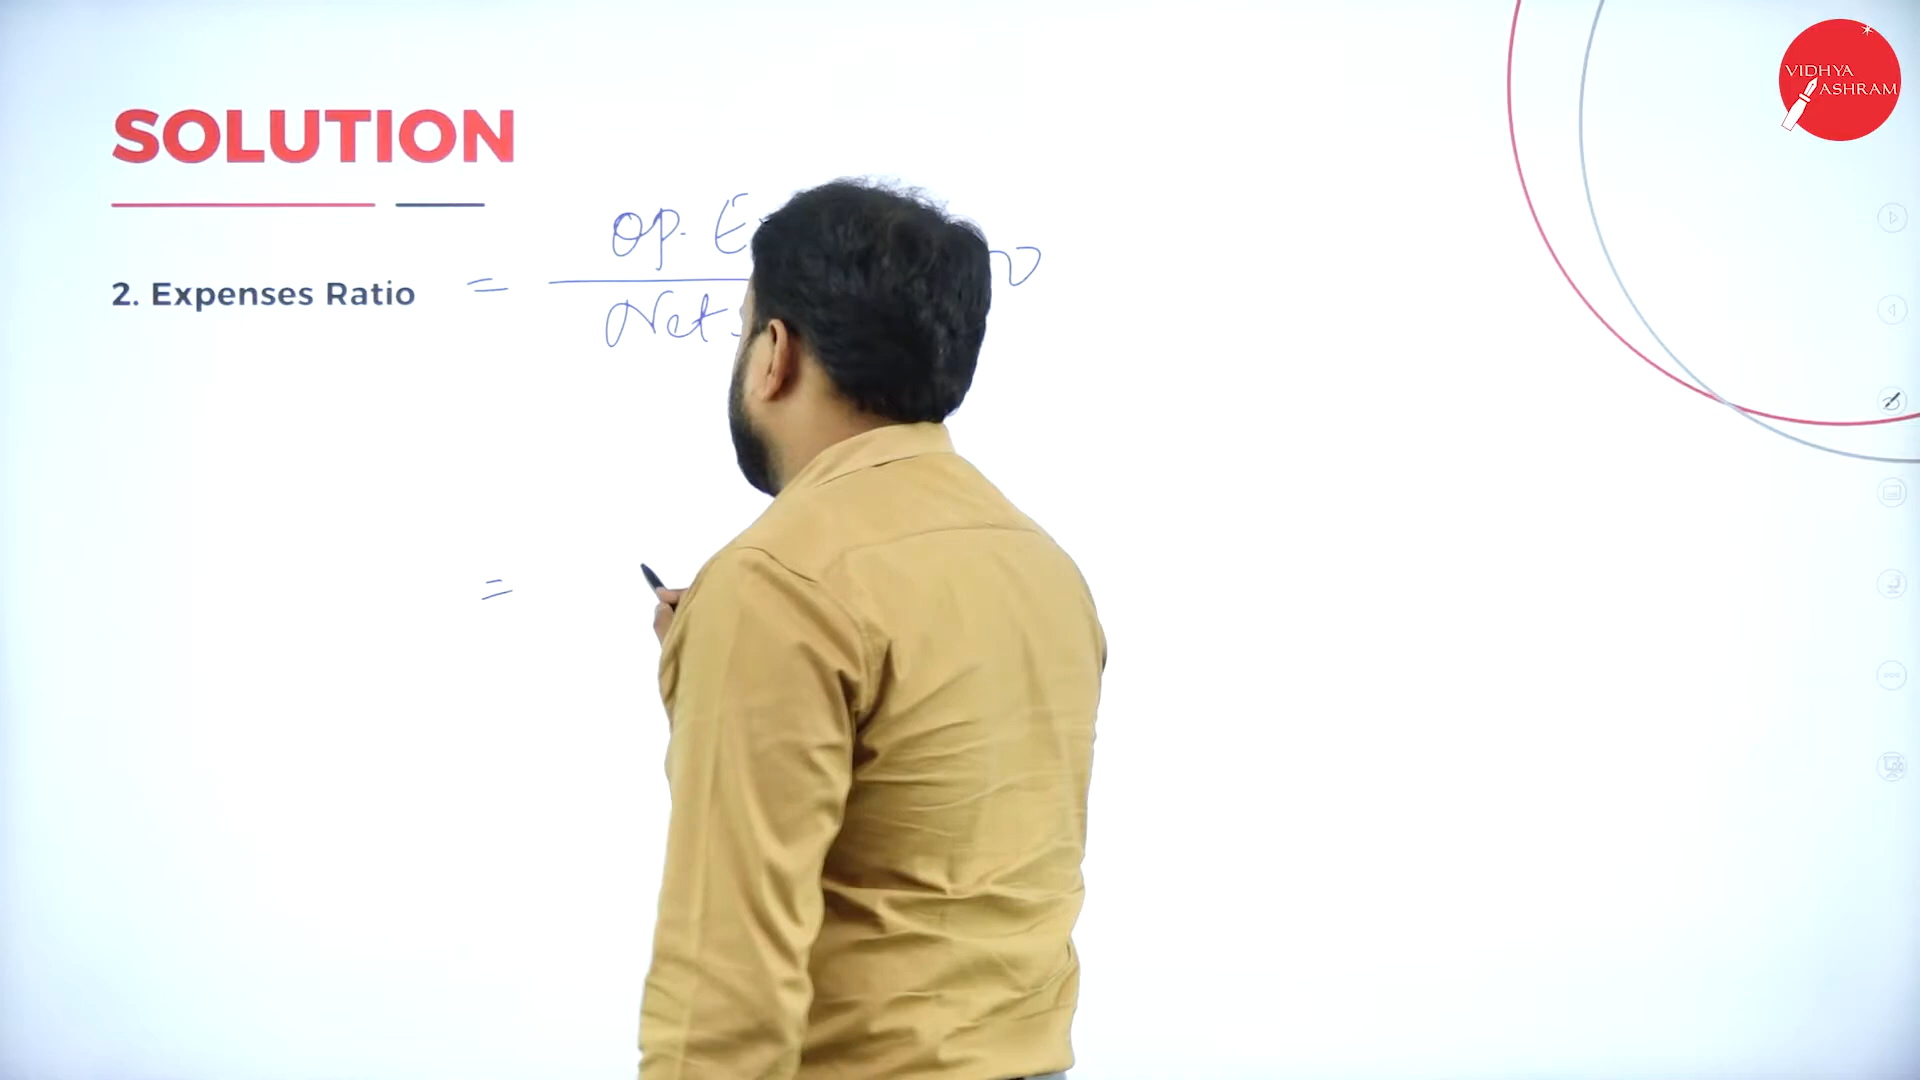 VIDHYA
ASHRAM
SOLUTION
Op.
2. Expenses Ratio =
Net
=